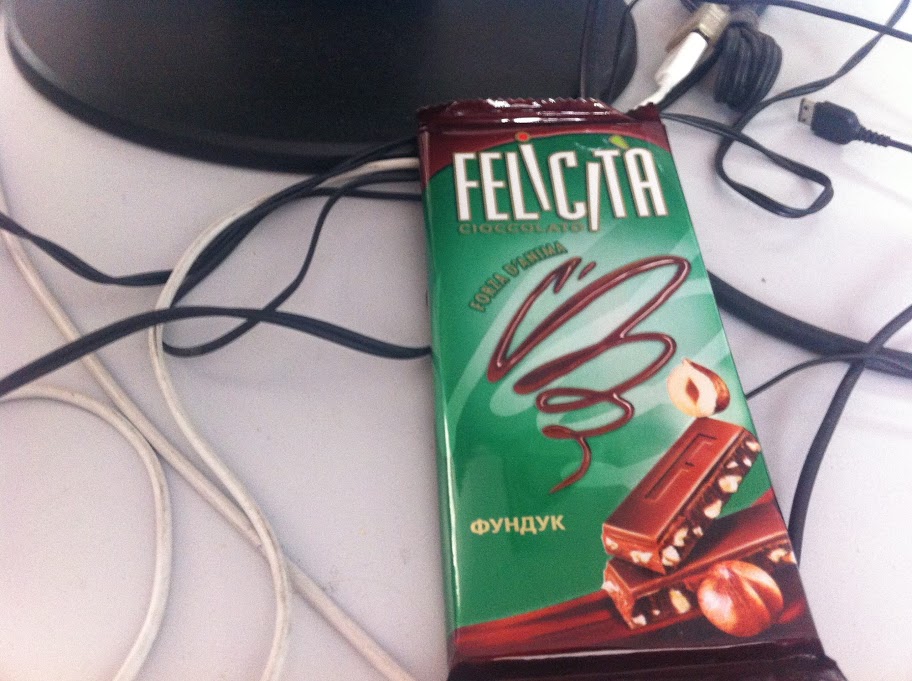 FELICITA
CIOCCOLATO
FORZA D'ANIMA
ФУНДУК